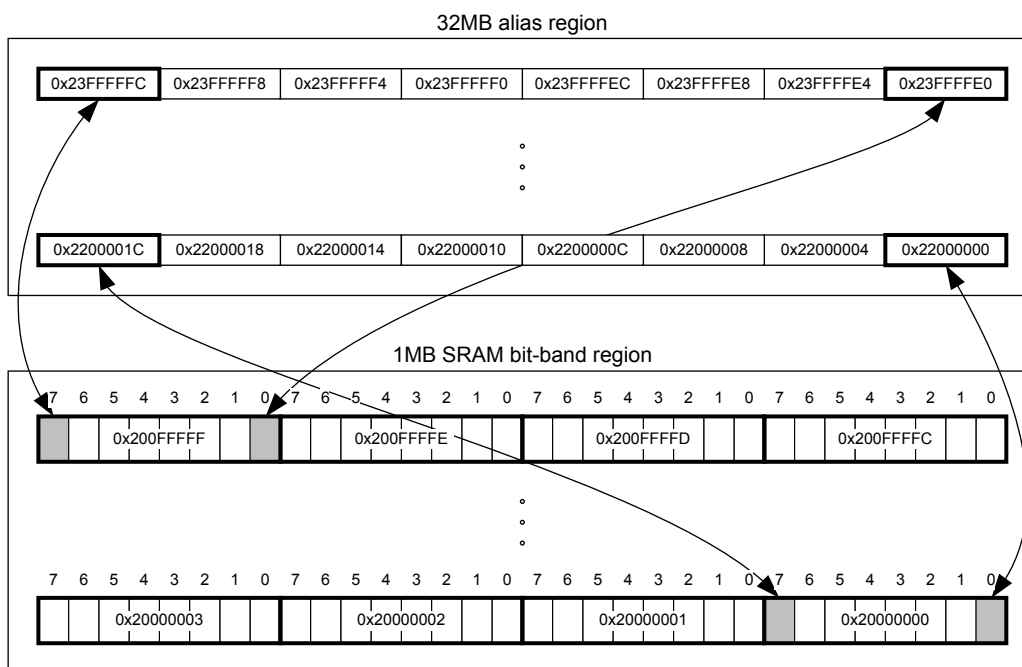 32MB alias region
0x23FFFFFC 0x23FFFFF8 0x23FFFFF4 0x23FFFFF0 0x23FFFFEC 0x23FFFFE8 0x23FFFFE4 0x23FFFFE0
0x2200001C 0x22000018 0x22000014 0x22000010 0x2200000C 0x22000008 0x22000004 0x22000000
1MB SRAM bit-band region
7 6 5 4 3 2 1 0 7 6 5 4 3 2 1 0 7 6 5 4 3 2 1 0 7 6 5 4 3 2 1 0
0x200FFFFF 0x200FFFFE 0x200FFFFD 0x200FFFFC
7 6 5 4 3 2 1 0 7 6 5 4 3 2 1 0 7 6 5 4 3 2 1 0 7 6 5 4 3 2 1 0
0x20000003 0x20000002 0x20000001 0x20000000